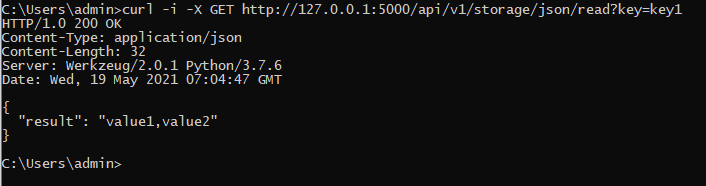 C:\Users\admin>curl -i -X GET http://127.0.0.1:5000/api/v1/storage/json/read?key=key1
HTTP/1.0 200 OK
Content-Type: application/json
Content-Length: 32
Server: Werkzeug/2.0.1 Python/3.7.6
Date: Wed, 19 May 2021 07:04:47 GMT

{
  "result": "value1,value2"
}

C:\Users\admin>